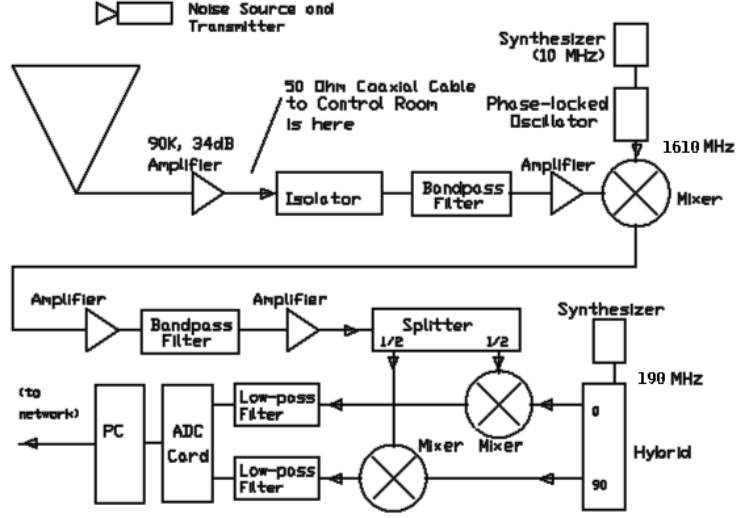 Noise Source and
Transmitter
Synthesizer
(10 MHz)
50 Ohm Coaxial Cable
to Control Room
is here
Phase-locked
Oscillator
90K, 34dB
Amplifier
1610 MHz
Amplifier
Isolator
Bandpass
Filter
Mixer
Amplifier
Bandpass
Filter
Amplifier
Splitter
1/2
1/2
Synthesizer
190 MHz
(to
network)
PC
ADC
Card
Low-pass
Filter
Mixer
Mixer
0
Hybrid
Low-pass
Filter
90